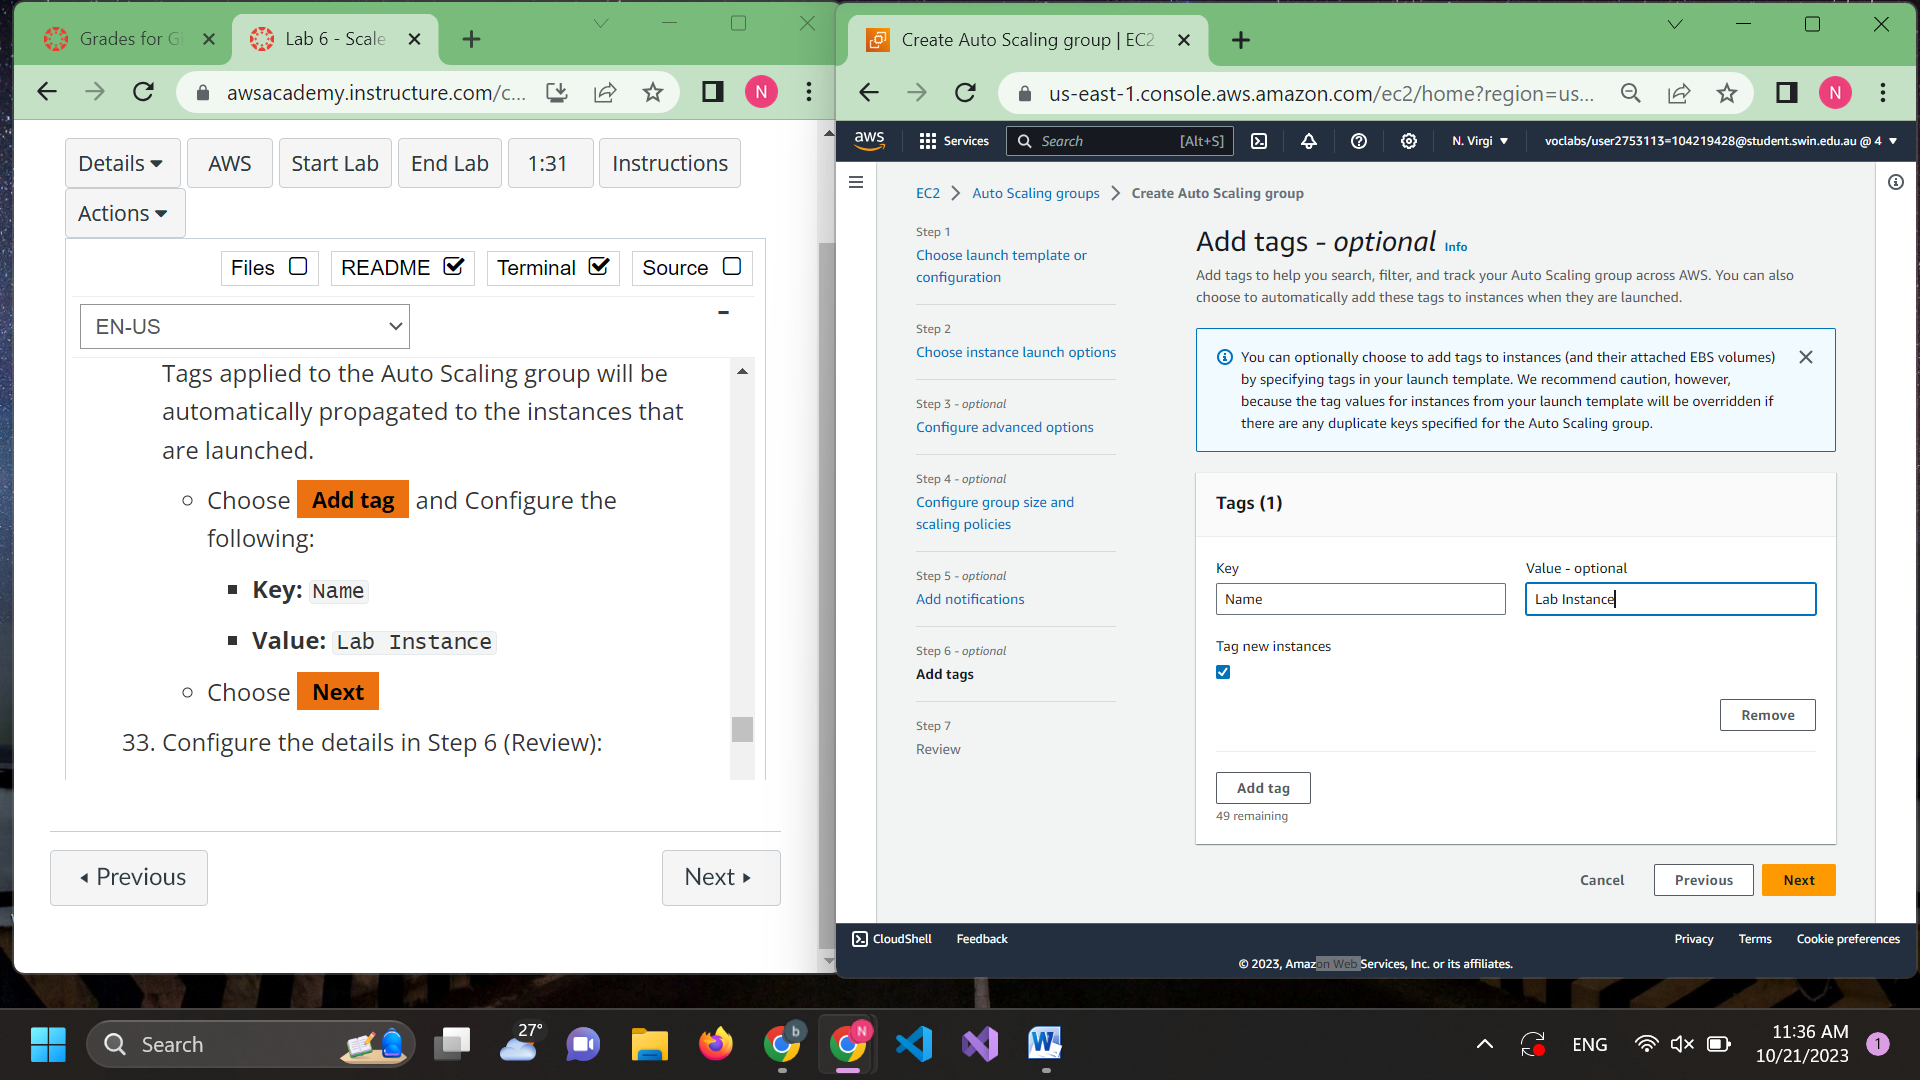 Grades for Gi
Lab 6 - Scale
awsacademy.instructure.com/c...
N
Details
AWS
Start Lab
End Lab
1:31
Instructions
Actions
Files
README
Terminal
Source
EN-US
Tags applied to the Auto Scaling group will be
automatically propagated to the instances that
are launched.
Choose Add tag and Configure the
following:
Key: Name
Value: Lab Instance
Choose Next
33. Configure the details in Step 6 (Review):
Previous
Next
Create Auto Scaling group | EC2
us-east-1.console.aws.amazon.com/ec2/home?region=us...
N
aws
Services
Search
[Alt+S]
N. Virgi
voclabs/user2753113=104219428@student.swin.edu.au @ 4
EC2
Auto Scaling groups
Create Auto Scaling group
Step 1
Choose launch template or
configuration
Step 2
Choose instance launch options
Step 3 - optional
Configure advanced options
Step 4 - optional
Configure group size and
scaling policies
Step 5 - optional
Add notifications
Step 6 - optional
Add tags
Step 7
Review
Add tags - optional Info
Add tags to help you search, filter, and track your Auto Scaling group across AWS. You can also
choose to automatically add these tags to instances when they are launched.
You can optionally choose to add tags to instances (and their attached EBS volumes)
by specifying tags in your launch template. We recommend caution, however,
because the tag values for instances from your launch template will be overridden if
there are any duplicate keys specified for the Auto Scaling group.
Tags (1)
Key
Value - optional
Name
Lab Instance
Tag new instances
Remove
Add tag
49 remaining
Cancel
Previous
Next
CloudShell
Feedback
Privacy
Terms
Cookie preferences
© 2023, Amazon Web Services, Inc. or its affiliates.
Search
27°
b
N
W
ENG
11:36 AM
10/21/2023
1